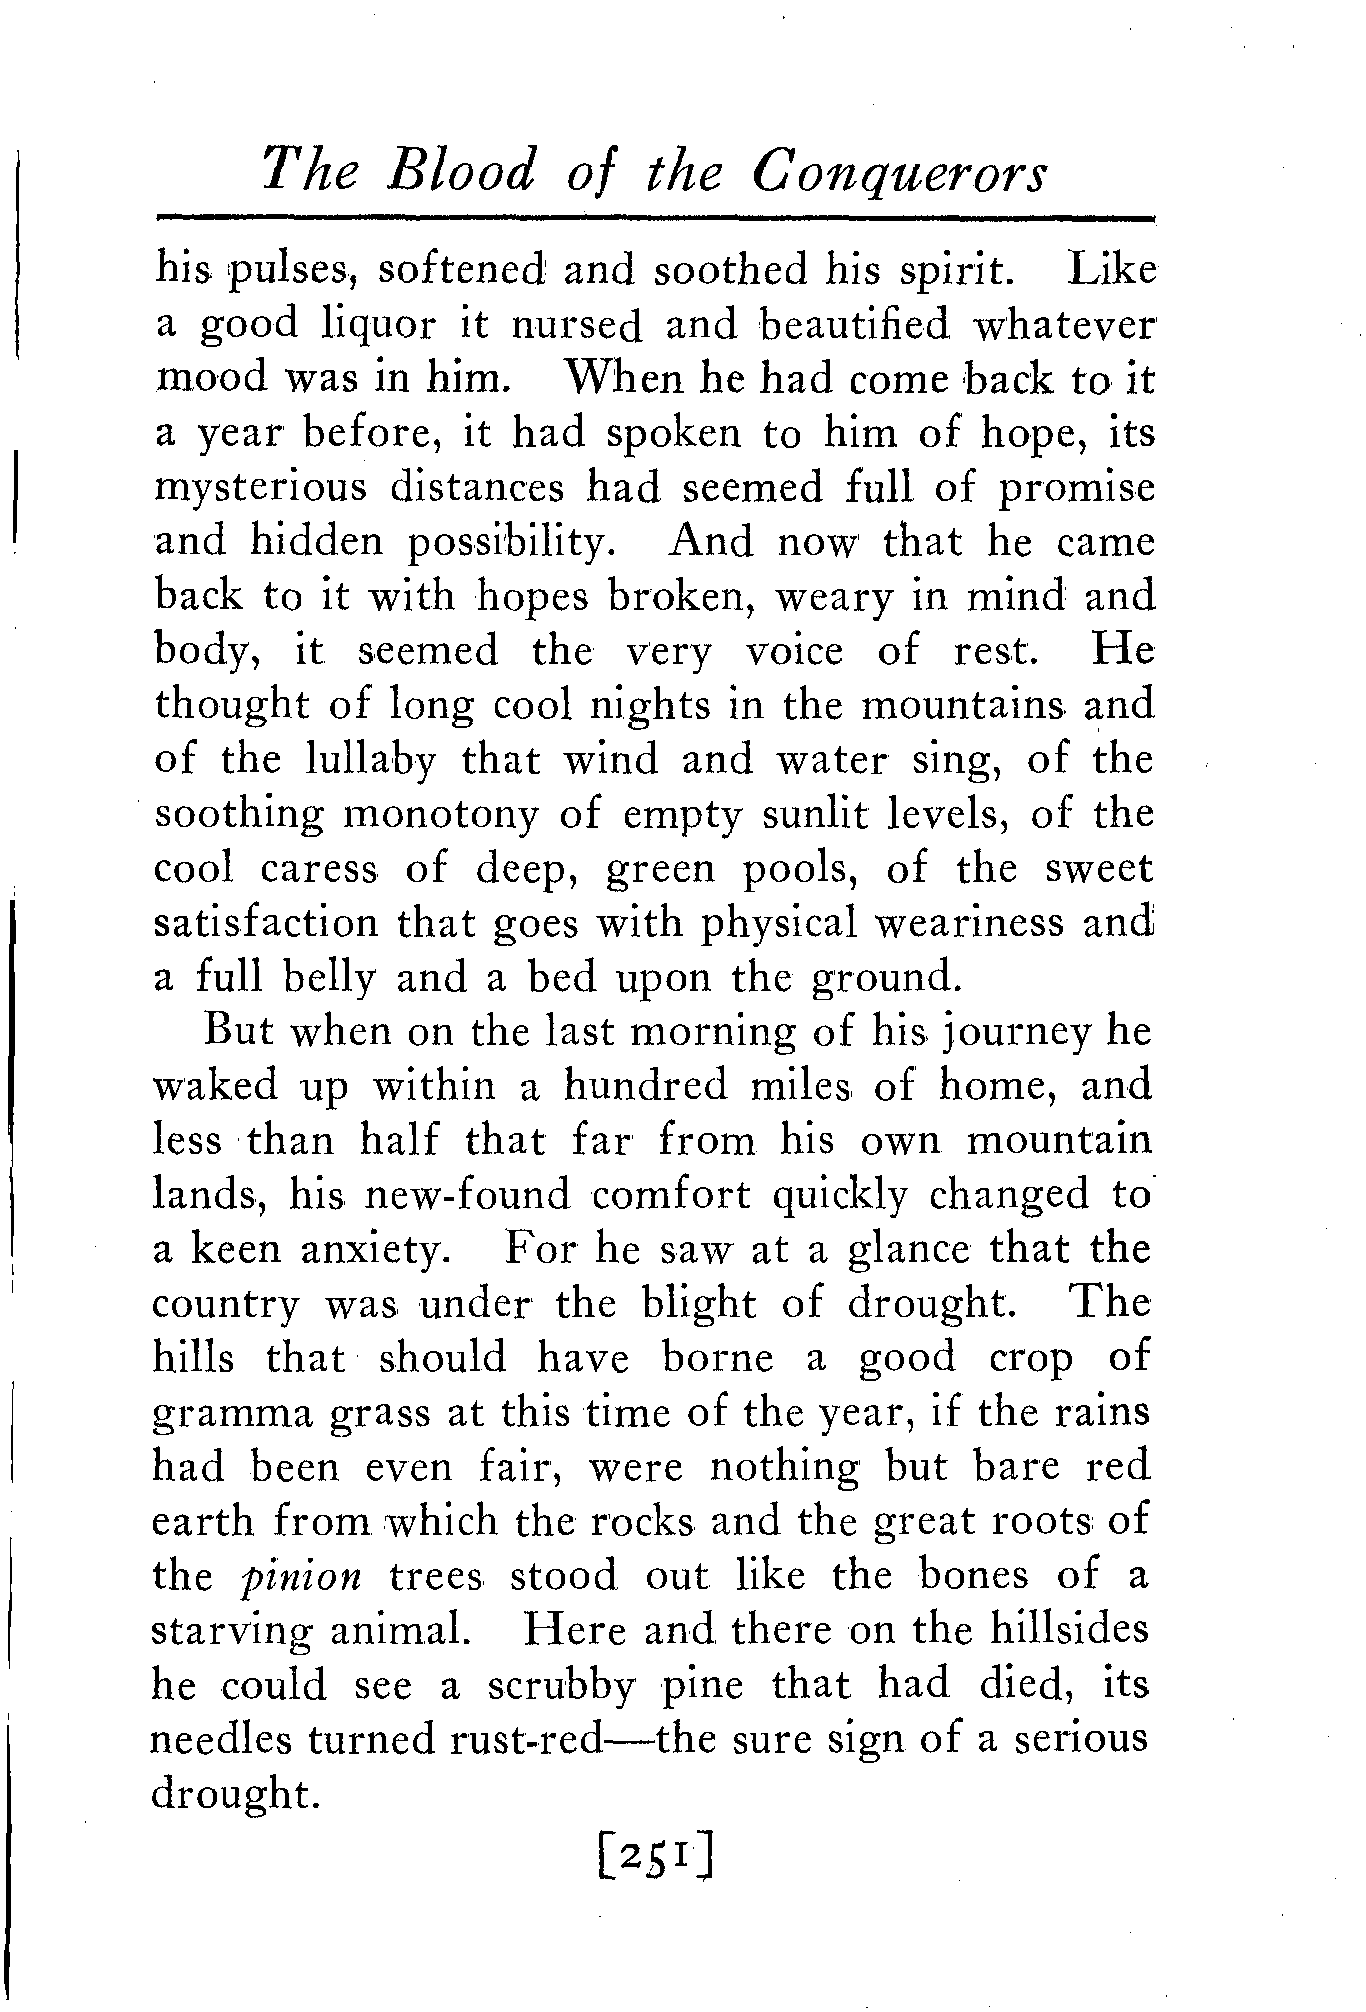 The Blood of the Conquerors
his pulses, softened and soothed his spirit. Like
a good liquor it nursed and beautified whatever
mood was in him. When he had come back to it
a year before, it had spoken to him of hope, its
mysterious distances had seemed full of promise
and hidden possibility. And now that he came
back to it with hopes broken, weary in mind and
body, it seemed the very voice of rest. He
thought of long cool nights in the mountains and
of the lullaby that wind and water sing, of the
soothing monotony of empty sunlit levels, of the
cool caress of deep, green pools, of the sweet
satisfaction that goes with physical weariness and
a full belly and a bed upon the ground.
But when on the last morning of his journey he
waked up within a hundred miles of home, and
less than half that far from his own mountain
lands, his new-found comfort quickly changed to
a keen anxiety. For he saw at a glance that the
country was under the blight of drought. The
hills that should have borne a good crop of
gramma grass at this time of the year, if the rains
had been even fair, were nothing but bare red
earth from which the rocks and the great roots of
the pinion trees stood out like the bones of a
starving animal. Here and there on the hillsides
he could see a scrubby pine that had died, its
needles turned rust-red—the sure sign of a serious
drought.
[251]